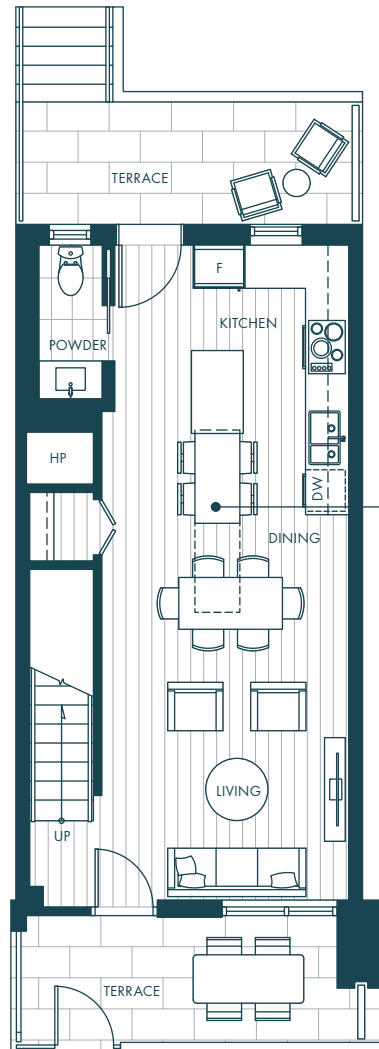 TERRACE
F
KITCHEN
POWDER
HP
DW
DINING
LIVING
UP
TERRACE